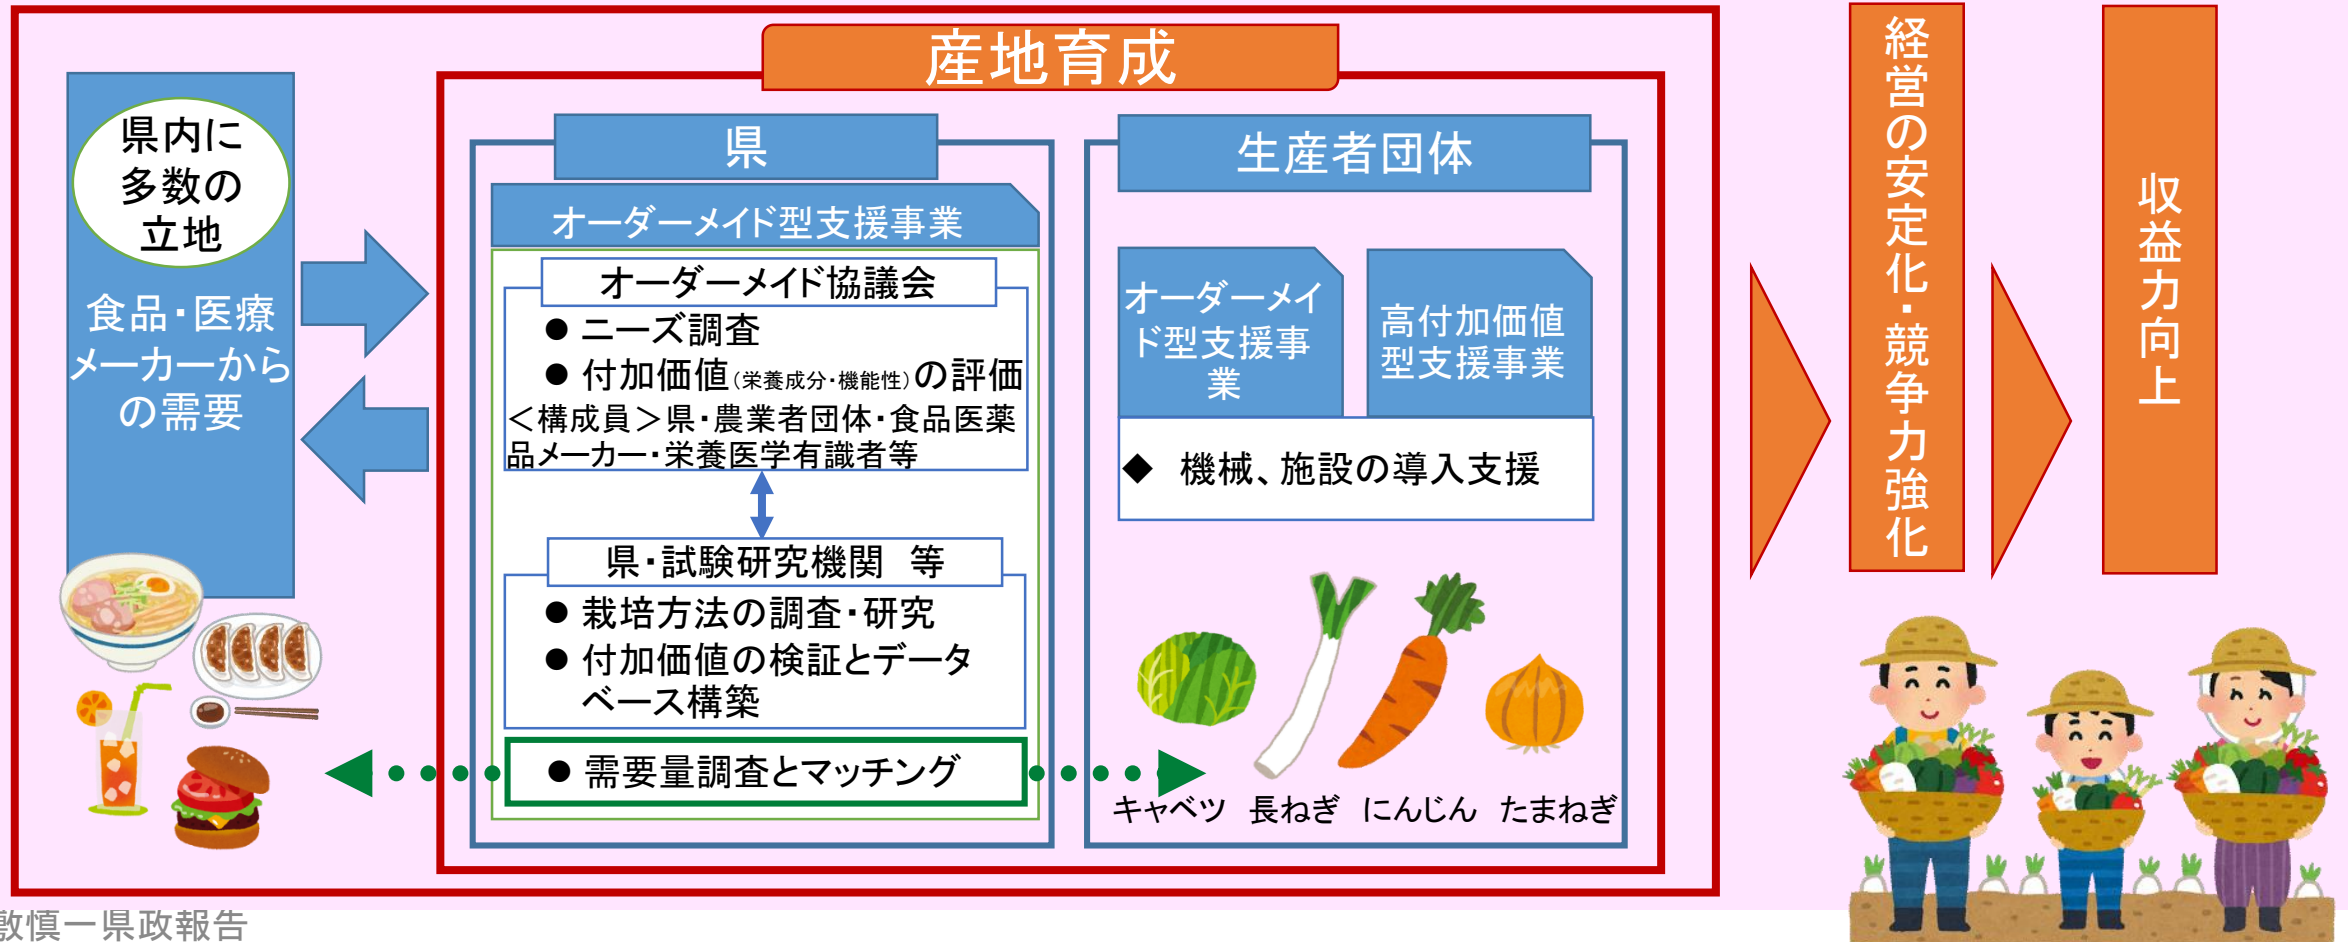 産地育成
県内に
多数の
立地
食品・医療
メーカーから
の需要
県
オーダーメイド型支援事業
オーダーメイド協議会
● ニーズ調査
● 付加価値(栄養成分・機能性)の評価
＜構成員＞県・農業者団体・食品医薬
品メーカー・栄養医学有識者等
県・試験研究機関　等
● 栽培方法の調査・研究
● 付加価値の検証とデータ
ベース構築
● 需要量調査とマッチング
生産者団体
オーダーメイ
ド型支援事
業
高付加価値
型支援事業
◆ 機械、施設の導入支援
キャベツ 長ねぎ にんじん たまねぎ
経営の安定化・競争力強化
収益力向上
敷慎一県政報告